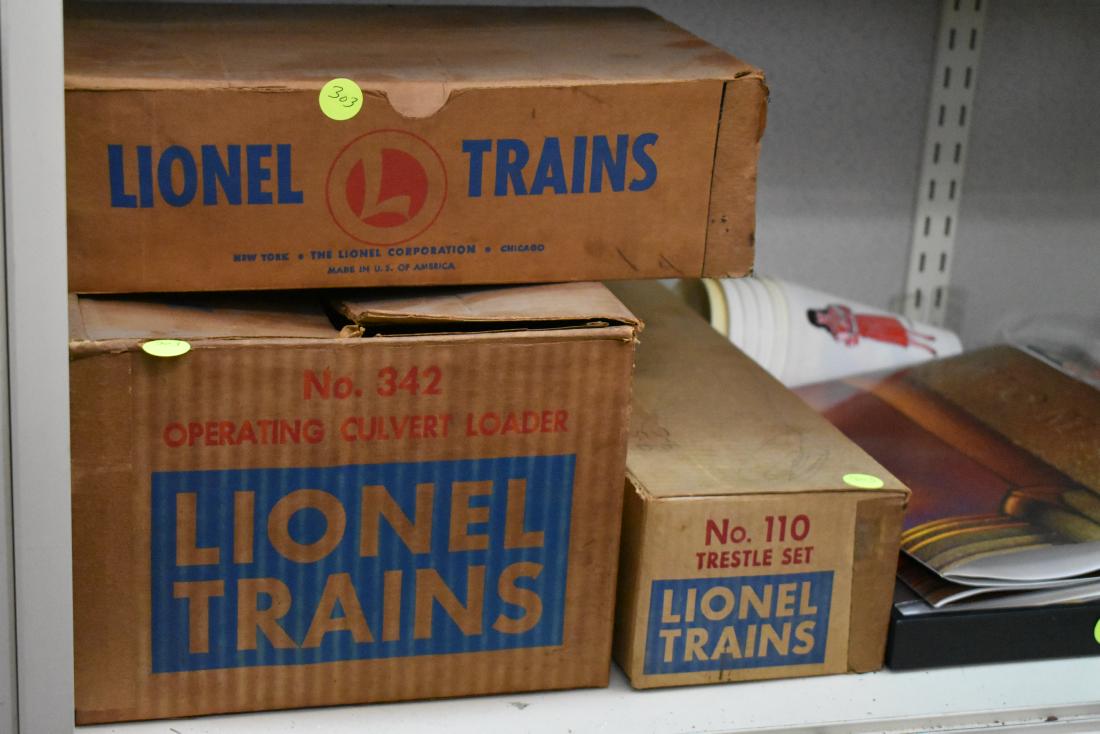 303
LIONEL L TRAINS
NEW YORK • THE LIONEL CORPORATION • CHICAGO
MADE IN U. S. OF AMERICA
No. 342
OPERATING CULVERT LOADER
LIONEL
TRAINS
No. 110
TRESTLE SET
LIONEL
TRAINS